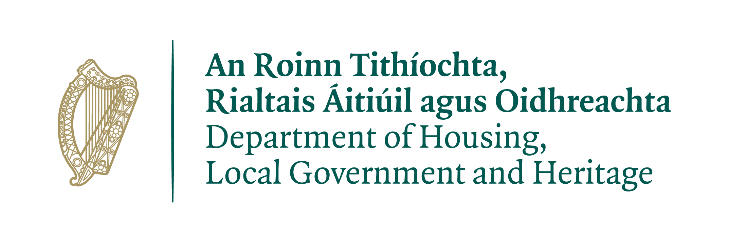 An Roinn Tithíochta,
Rialtais Áitiúil agus Oidhreachta
Department of Housing,
Local Government and Heritage